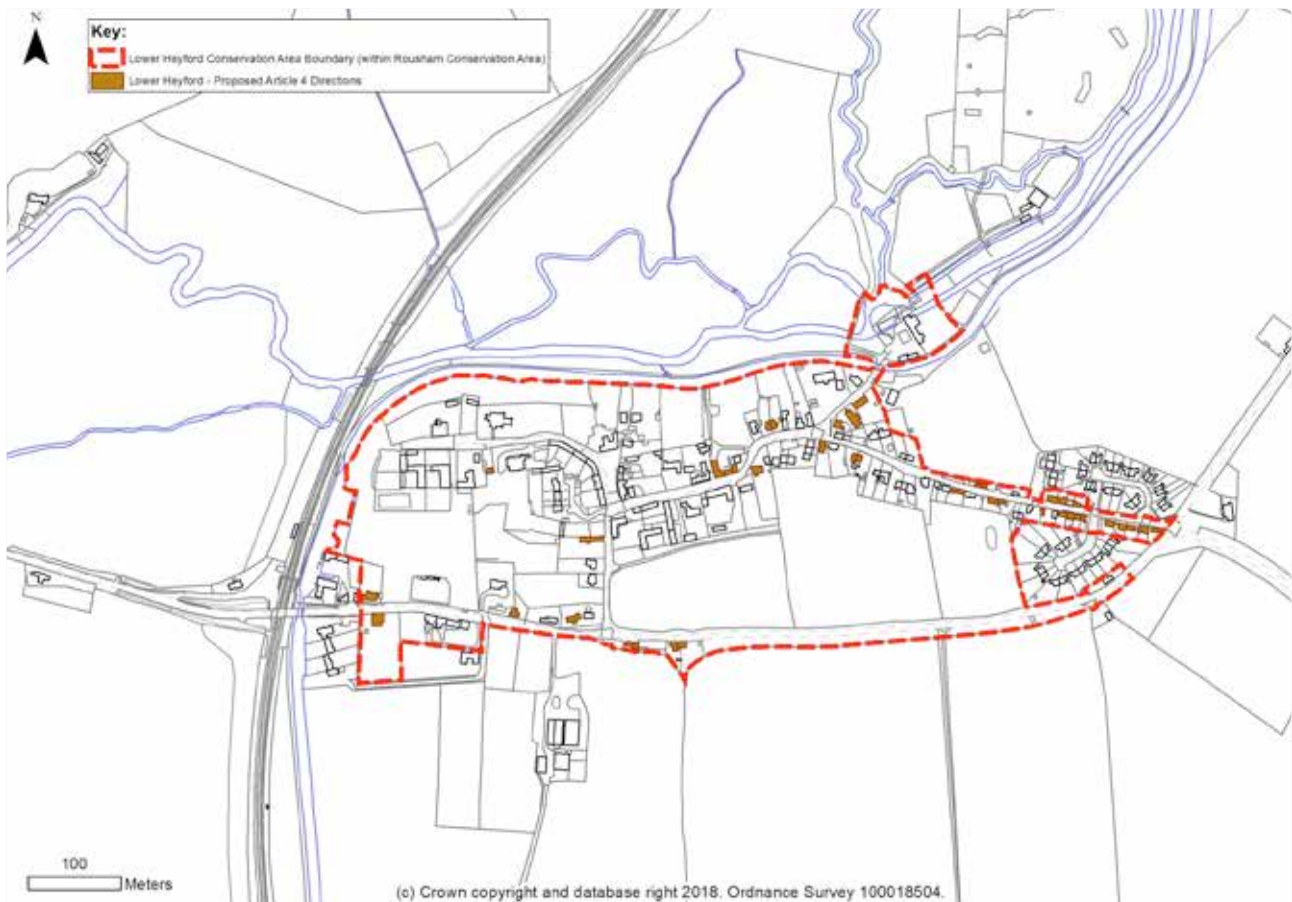 N
Key:
Lower Heyford Conservation Area Boundary (within Rousham Conservation Area)
Lower Heyford - Proposed Article 4 Directions
100
Meters
(c) Crown copyright and database right 2018. Ordnance Survey 100018504.